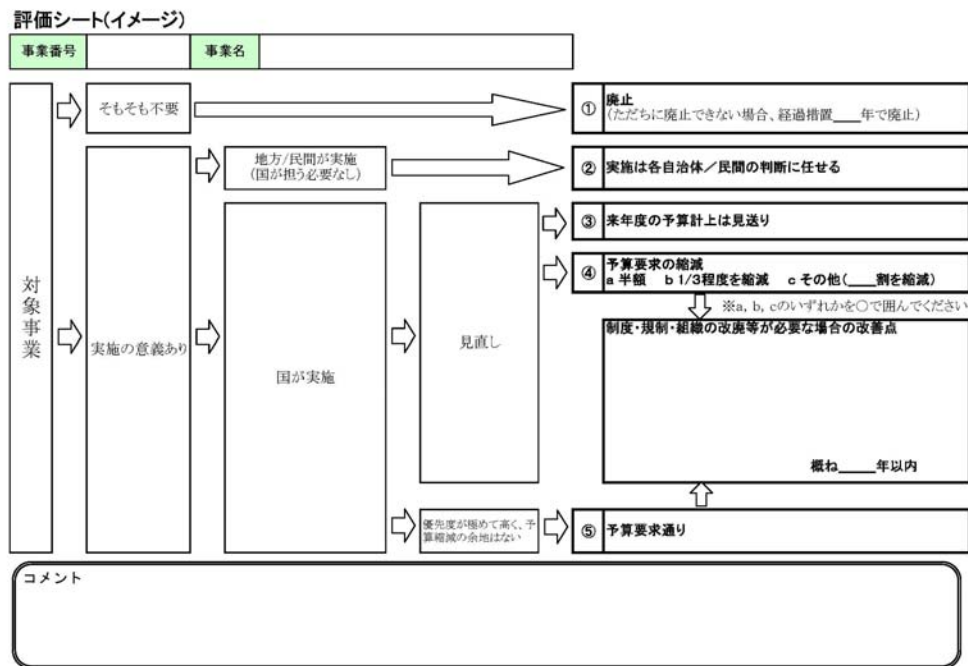 評価シート(イメージ)
事業番号
事業名
対象事業
そもそも不要
① 廃止
(ただちに廃止できない場合、経過措置____年で廃止)
実施の意義あり
地方/民間が実施
(国が担う必要なし)
② 実施は各自治体／民間の判断に任せる
国が実施
見直し
③ 来年度の予算計上は見送り
④ 予算要求の縮減
a 半額 b 1/3程度を縮減 c その他(____割を縮減)
※a, b, cのいずれかを○で囲んでください
制度・規制・組織の改廃等が必要な場合の改善点
概ね____年以内
優先度が極めて高く、予
算縮減の余地はない
⑤ 予算要求通り
コメント